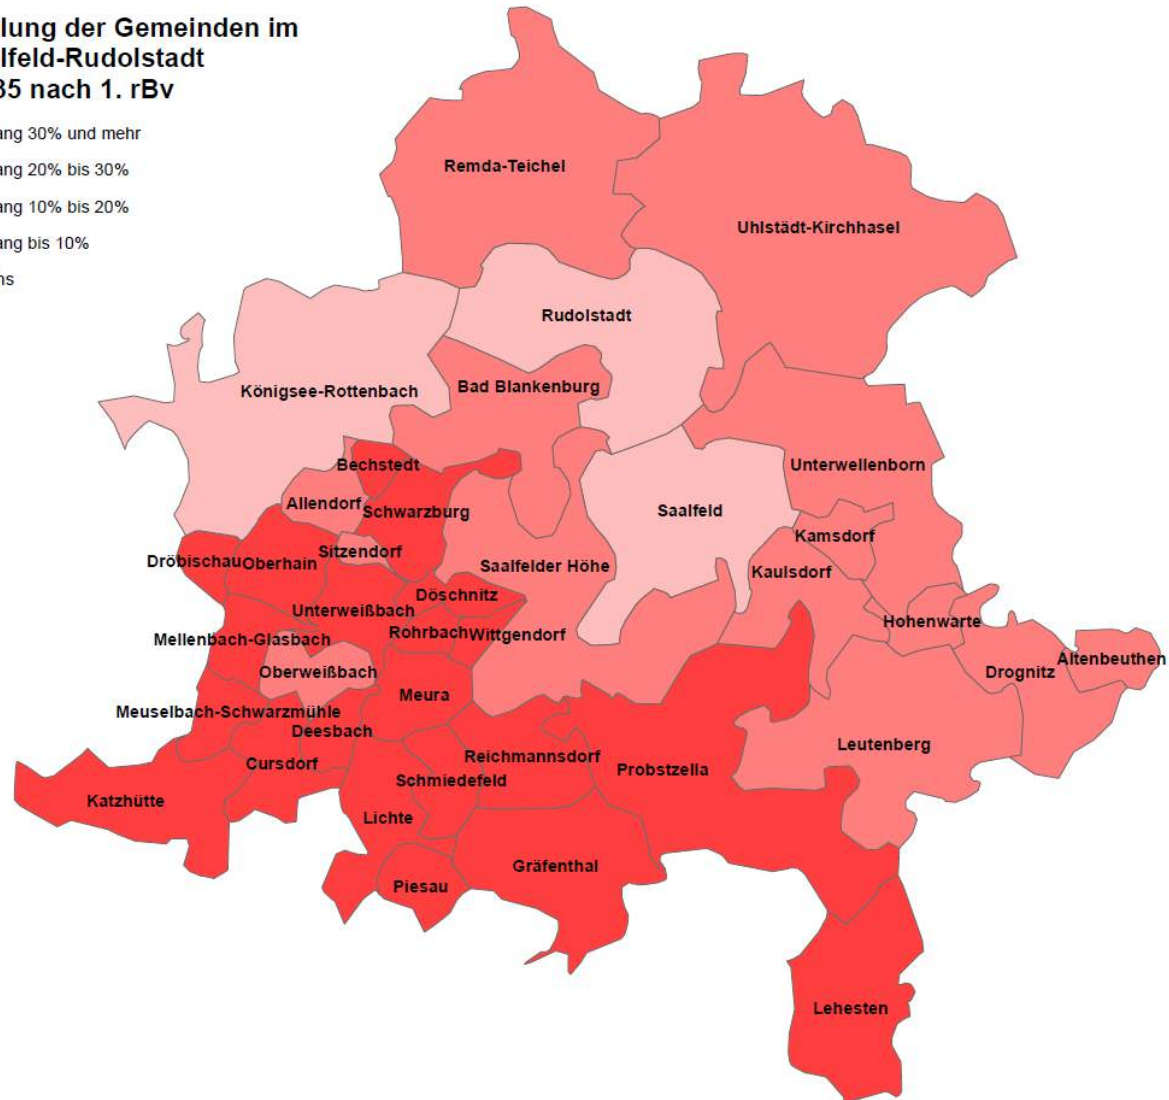 lung der Gemeinden im
lfeld-Rudolstadt
35 nach 1. rBv
ang 30% und mehr
ang 20% bis 30%
ang 10% bis 20%
ang bis 10%
ns
Remda-Teichel
Uhlstädt-Kirchhasel
Rudolstadt
Königsee-Rottenbach
Bad Blankenburg
Bechstedt
Unterwellenborn
Allendorf
Schwarzburg
Saalfeld
Kamsdorf
Dröbischau
Oberhain
Sitzendorf
Saalfelder Höhe
Kaulsdorf
Döschnitz
Unterweißbach
Hohenwarte
Mellenbach-Glasbach
Rohrbach
Wittgendorf
Oberweißbach
Drognitz
Altenbeuthen
Meura
Meuselbach-Schwarzmühle
Deesbach
Leutenberg
Cursdorf
Reichmannsdorf
Probstzella
Schmiedefeld
Katzhütte
Lichte
Gräfenthal
Piesau
Lehesten